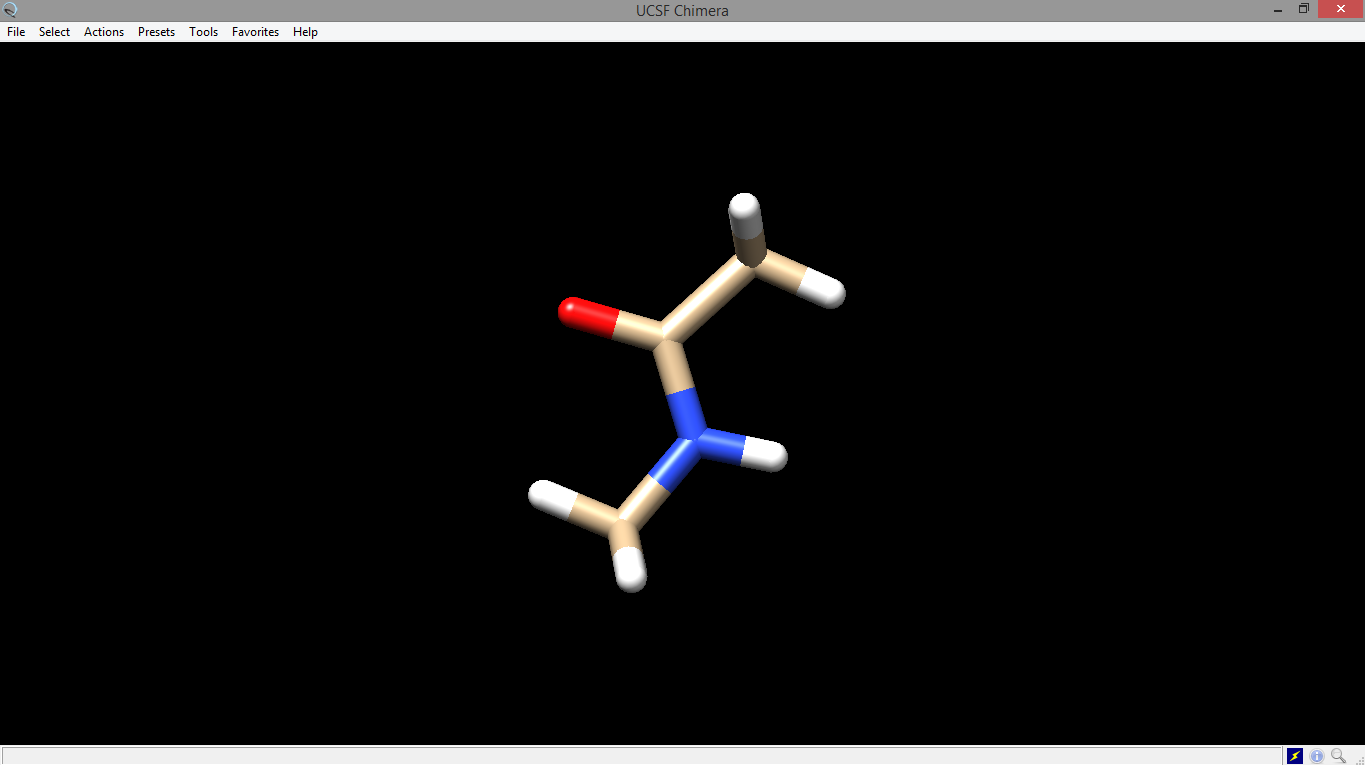 UCSF Chimera
File Select Actions Presets Tools Favorites Help